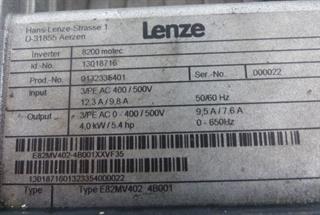 Hans-Lenze-Strasse 1
D-31855 Aerzen
Lenze
Inverter 8200 motec
Id.-No. 13018716
Prod.-No. Ser.-No. 000022
Input 3/PE AC 400 / 500V
12.3 A / 9.8 A 50/60 Hz
Output 3/PE AC 0 - 400 / 500V 9,5 A / 7.6 A
4.0 kW / 5.4 hp 0 - 650Hz
E82MV402-4B001XXVF35
1301871601323354000022
Type Type E82MV402_4B001